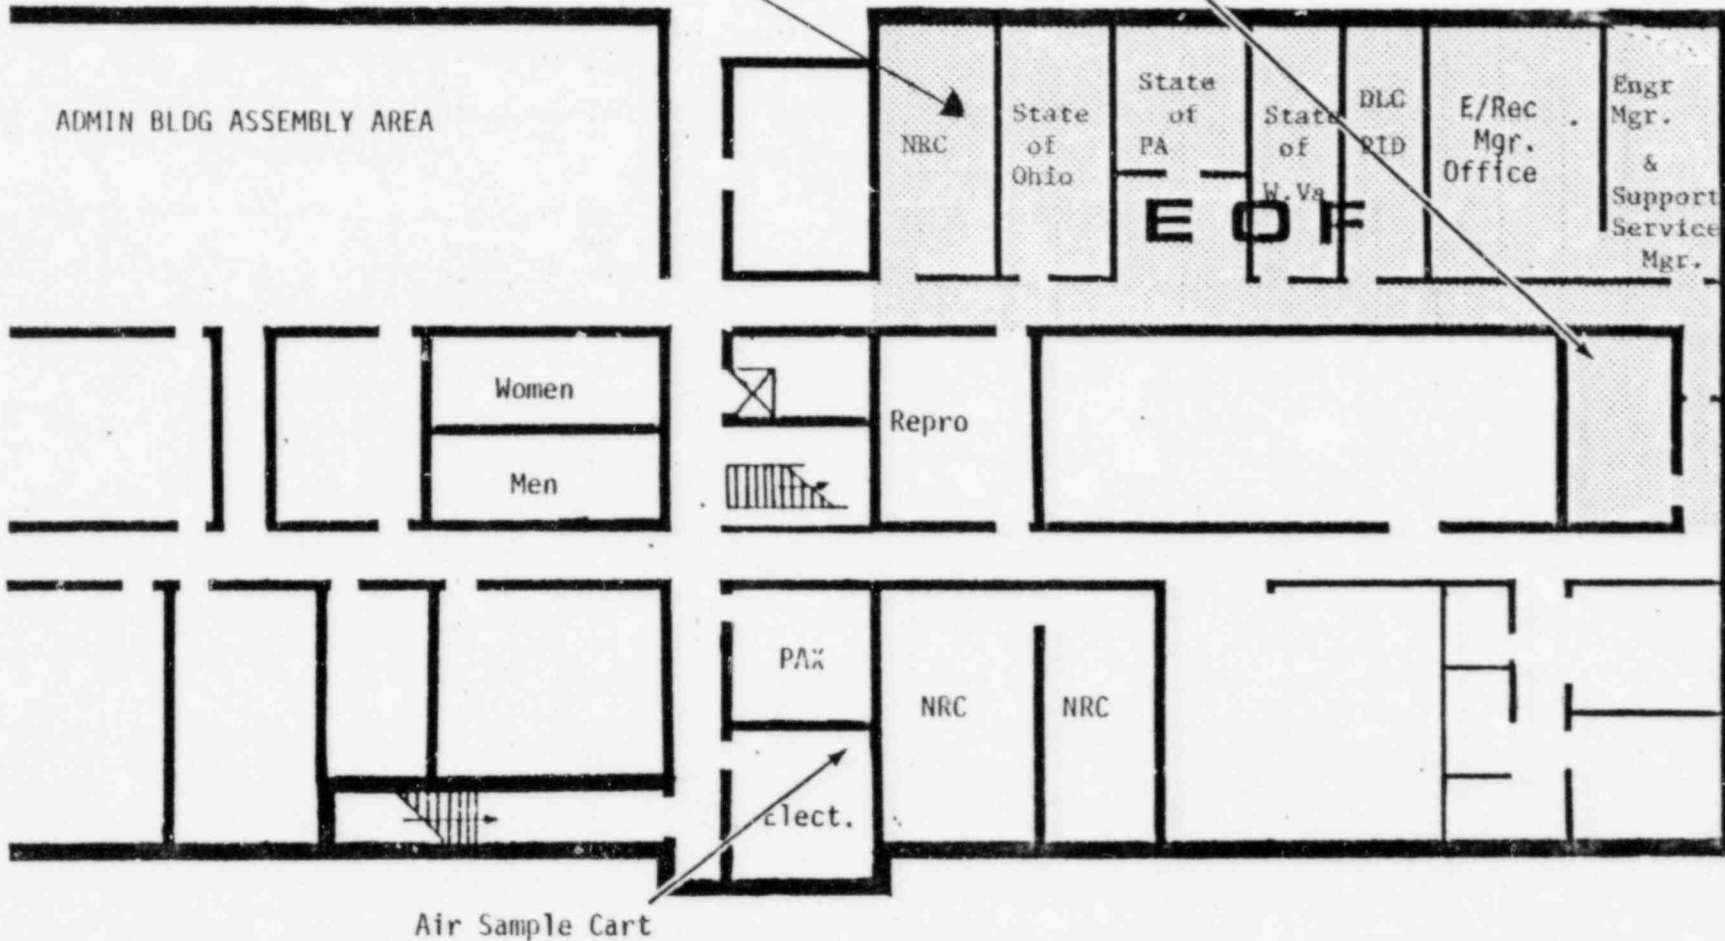 ADMIN BLDG ASSEMBLY AREA
NRC
State
of
Ohio
State
of
PA
State
of
W.Va
DLC
PID
E/Rec
Mgr.
Office
Engr
Mgr.
&
Support
Service
Mgr.
EOF
Women
Men
Repro
PAX
NRC
NRC
Elect.
Air Sample Cart